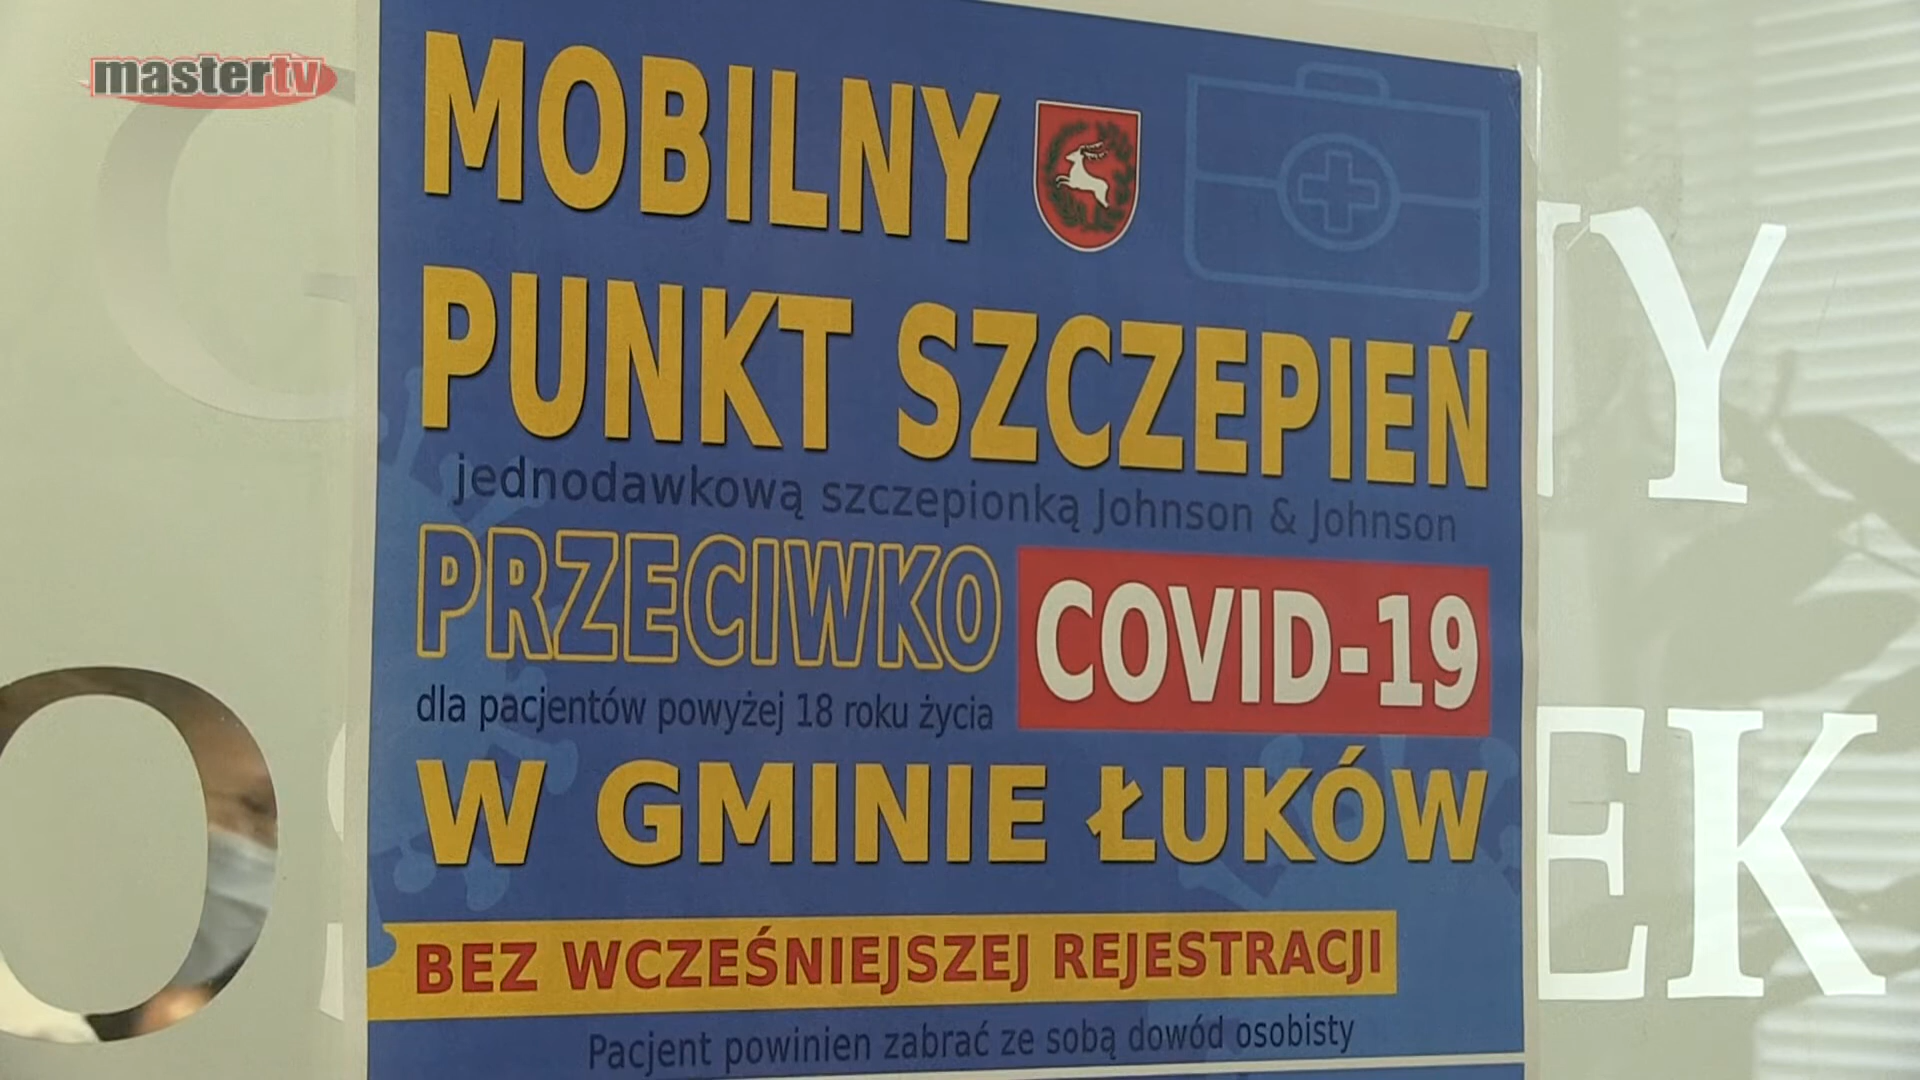 mastertv
MOBILNY
PUNKT SZCZEPIEŃ
jednodawkową szczepionką Johnson & Johnson
PRZECIWKO COVID-19
dla pacjentów powyżej 18 roku życia
W GMINIE ŁUKÓW
BEZ WCZEŚNIEJSZEJ REJESTRACJI
Pacjent powinien zabrać ze sobą dowód osobisty